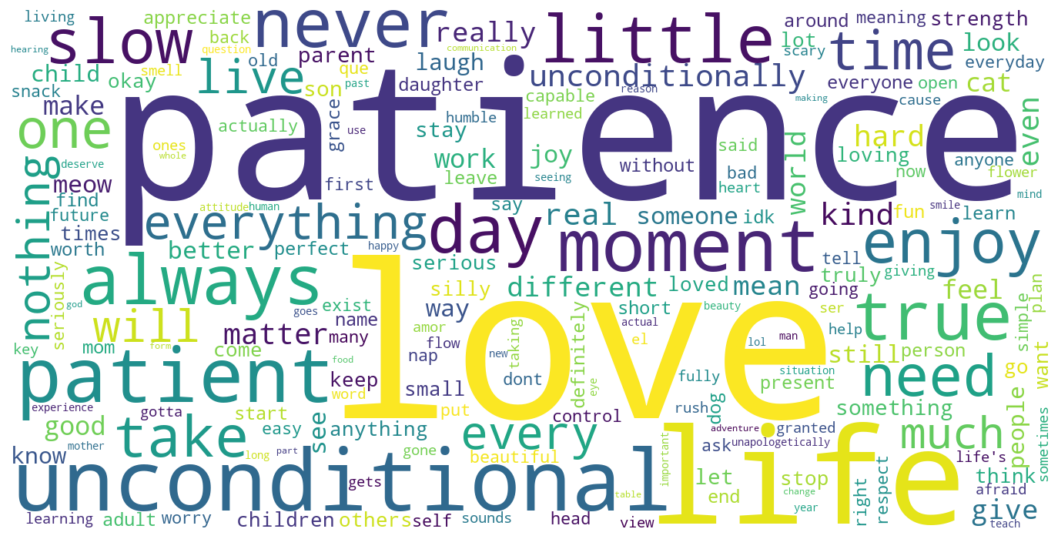 living appreciate never really little around meaning strength
hearing back question communication lot scary look
slow smell old parent laugh unconditionally time everyday
child okay live que daughter capable reason everyone open cat
snack make son past learned making cause
patience
one actually grace humble stay joy said hard even
ones use work without bad loving now anyone
deserve whole first leave seeing heart world flower
nothing meow find attitude human say real someone idk kind fun smile mind
future everything day moment enjoy learn
times better perfect happy tell
worth always serious different loved mean truly giving feel
seriously god goes exist silly way short beauty going ser simple plan
will matter name amor flow actual el man help true
key mom come many nap new taking definitely lol still person go want
love
patient keep food word small dont eye fully present situation need
experience gotta start see put control rush dog granted something people sometimes
good take easy anything every adventure ask unapologetically much
know mother long part gone beautiful important let stop life's think
unconditional gets table life end change right respect afraid give
learning adult worry children others self sounds head view year teach